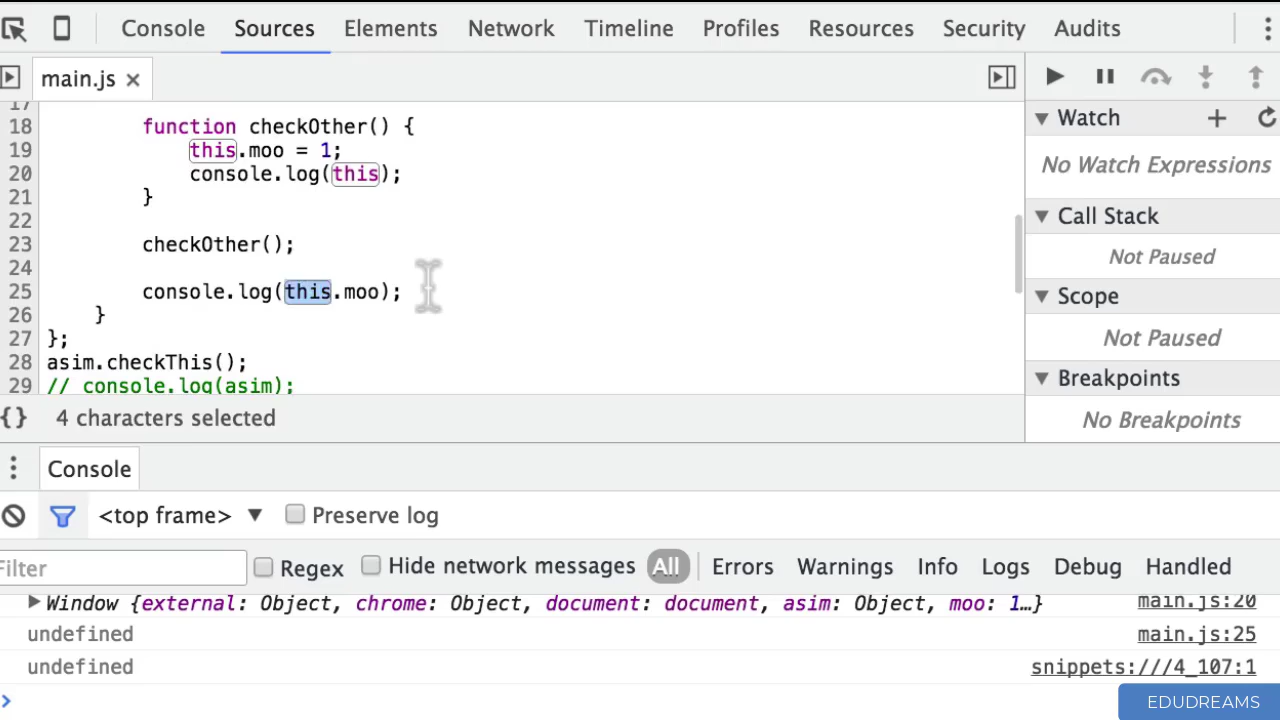 Console Sources Elements Network Timeline Profiles Resources Security Audits
main.js ×
17
18 function checkOther() {
19 this.moo = 1;
20 console.log(this);
21 }
22
23 checkOther();
24
25 console.log(this.moo);
26 }
27 };
28 asim.checkThis();
29 // console.log(asim);
{} 4 characters selected
Watch
No Watch Expressions
Call Stack
Not Paused
Scope
Not Paused
Breakpoints
No Breakpoints
Console
<top frame> ▼ Preserve log
Filter Regex Hide network messages All Errors Warnings Info Logs Debug Handled
▶Window {external: Object, chrome: Object, document: document, asim: Object, moo: 1…} main.js:20
undefined main.js:25
undefined snippets:///4_107:1
>
EDUDREAMS